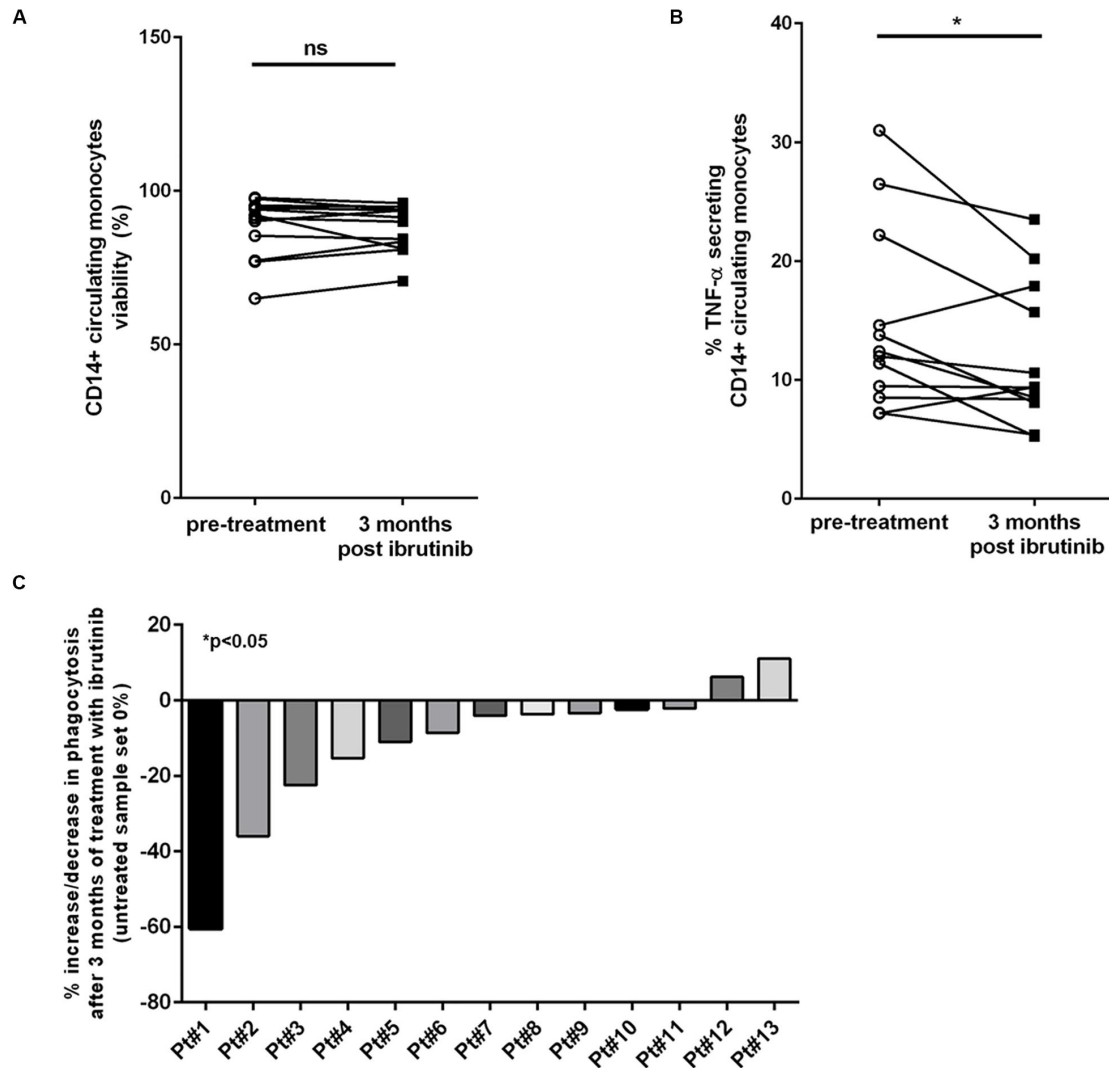 A
CD14+ circulating monocytes
viability (%)
150
100
50
0
ns
pre-treatment
3 months
post ibrutinib
B
% TNF-α secreting
CD14+ circulating monocytes
40
30
20
10
0
*
pre-treatment
3 months
post ibrutinib
C
% increase/decrease in phagocytosis
after 3 months of treatment with ibrutinib
(untreated sample set 0%)
20
0
-20
-40
-60
-80
*p<0.05
Pt#1
Pt#2
Pt#3
Pt#4
Pt#5
Pt#6
Pt#7
Pt#8
Pt#9
Pt#10
Pt#11
Pt#12
Pt#13